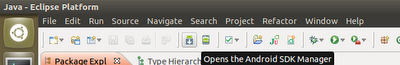 Java - Eclipse Platform
File Edit Run Source Navigate Search Project Refactor Window Help
Package Expl Type Hierarch
Opens the Android SDK Manager